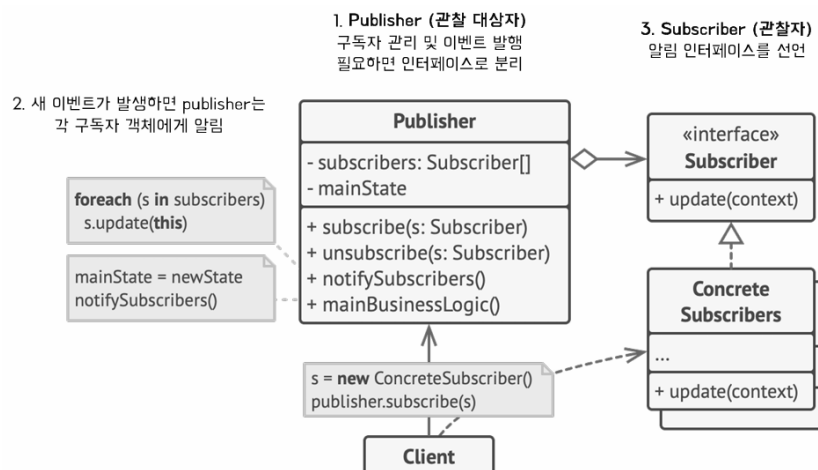 1. Publisher (관찰 대상자)
구독자 관리 및 이벤트 발행
필요하면 인터페이스로 분리
3. Subscriber (관찰자)
알림 인터페이스를 선언
2. 새 이벤트가 발생하면 publisher는
각 구독자 객체에게 알림
Publisher
- subscribers: Subscriber[]
- mainState
+ subscribe(s: Subscriber)
+ unsubscribe(s: Subscriber)
+ notifySubscribers()
+ mainBusinessLogic()
«interface»
Subscriber
+ update(context)
foreach (s in subscribers)
s.update(this)
mainState = newState
notifySubscribers()
Concrete
Subscribers
...
+ update(context)
s = new ConcreteSubscriber()
publisher.subscribe(s)
Client